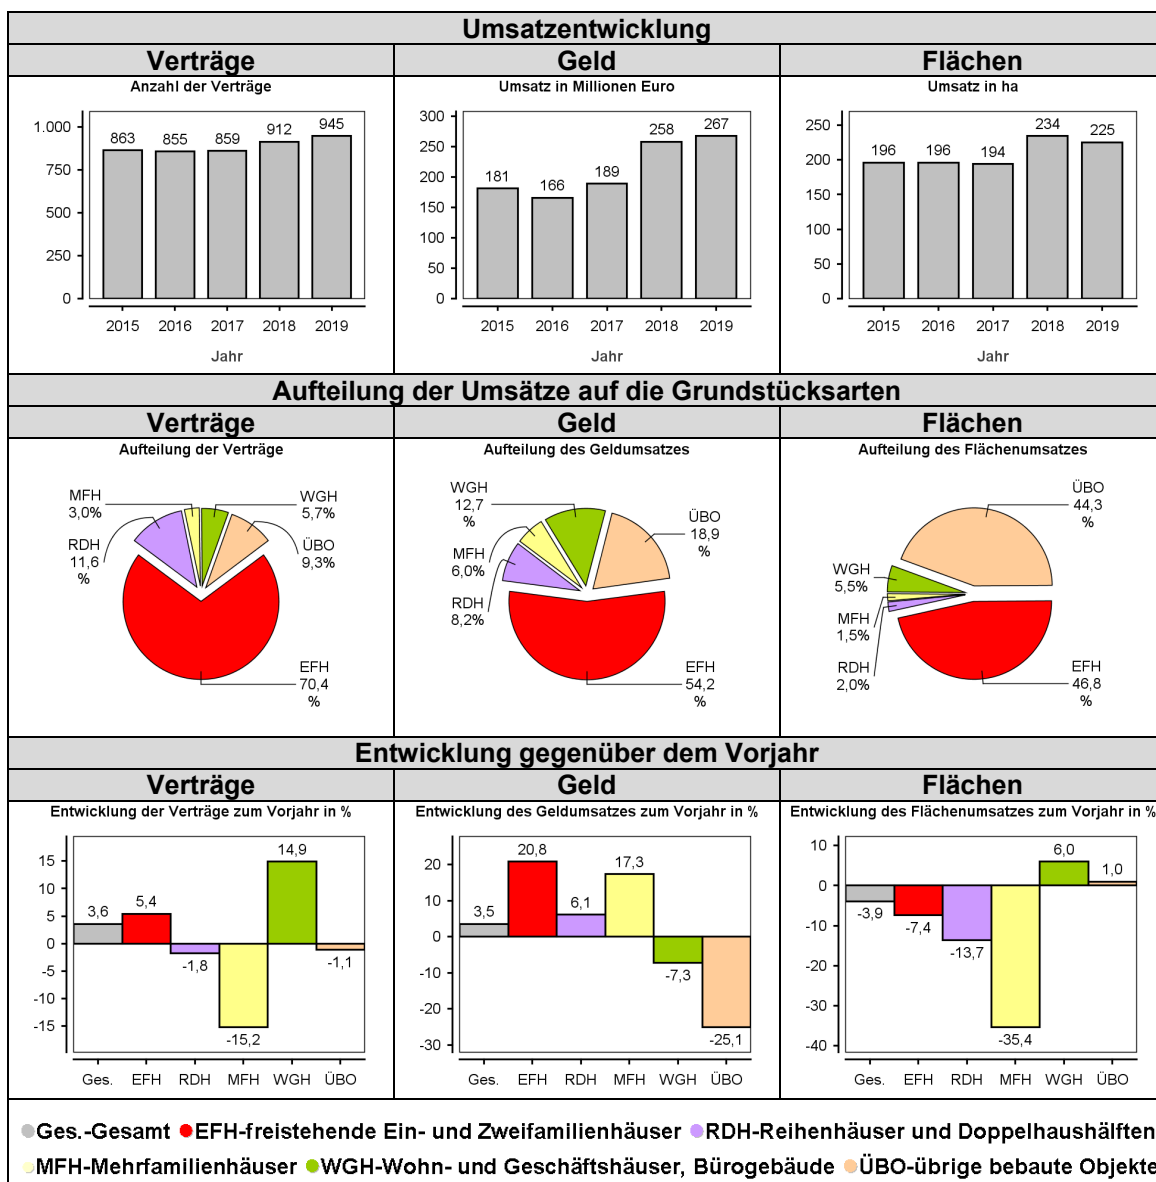 Umsatzentwicklung
Verträge
Geld
Flächen
Anzahl der Verträge
1.000
750
500
250
0
863
855
859
912
945
2015
2016
2017
2018
2019
Jahr
Umsatz in Millionen Euro
300
250
200
150
100
50
0
181
166
189
258
267
2015
2016
2017
2018
2019
Jahr
Umsatz in ha
250
200
150
100
50
0
196
196
194
234
225
2015
2016
2017
2018
2019
Jahr
Aufteilung der Umsätze auf die Grundstücksarten
Verträge
Geld
Flächen
Aufteilung der Verträge
MFH
3,0%
WGH
5,7%
RDH
11,6
%
ÜBO
9,3%
EFH
70,4
%
Aufteilung des Geldumsatzes
WGH
12,7
%
ÜBO
18,9
%
MFH
6,0%
RDH
8,2%
EFH
54,2
%
Aufteilung des Flächenumsatzes
ÜBO
44,3
%
WGH
5,5%
MFH
1,5%
RDH
2,0%
EFH
46,8
%
Entwicklung gegenüber dem Vorjahr
Verträge
Geld
Flächen
Entwicklung der Verträge zum Vorjahr in %
15
10
5
0
-5
-10
-15
3,6
5,4
-1,8
-15,2
14,9
-1,1
Ges.
EFH
RDH
MFH
WGH
ÜBO
Entwicklung des Geldumsatzes zum Vorjahr in %
20
10
0
-10
-20
-30
3,5
20,8
6,1
17,3
-7,3
-25,1
Ges.
EFH
RDH
MFH
WGH
ÜBO
Entwicklung des Flächenumsatzes zum Vorjahr in %
10
0
-10
-20
-30
-40
-3,9
-7,4
-13,7
-35,4
6,0
1,0
Ges.
EFH
RDH
MFH
WGH
ÜBO
Ges.-Gesamt EFH-freistehende Ein- und Zweifamilienhäuser RDH-Reihenhäuser und Doppelhaushälften
MFH-Mehrfamilienhäuser WGH-Wohn- und Geschäftshäuser, Bürogebäude ÜBO-übrige bebaute Objekte